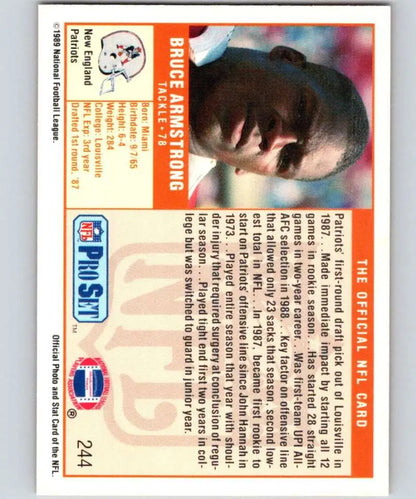 THE OFFICIAL NFL CARD
Patriots' first-round draft pick out of Louisville in
1987. . .Made immediate impact by starting all 12
games in rookie season. . .Has started 28 straight
games in two-year career. . .Was first-team UPI All-
AFC selection in 1988. . .Key factor on offensive line
that allowed only 23 sacks that season, second low-
est total in NFL. . .In 1987, became first rookie to
start on Patriots' offensive line since John Hannah in
1973. . .Played entire season that year with shoul-
der injury that required surgery at conclusion of regu-
lar season. . .Played tight end first two years in col-
lege but was switched to guard in junior year.
BRUCE ARMSTRONG
TACKLE • 78
New England
Patriots
Born: Miami
Birthdate: 9 7 65
Height: 6-4
Weight: 284
College: Louisville
NFL Exp: 3rd year
Drafted 1st round, '87
NFL
PRO SET
TM
NFL
®
244
© 1989 National Football League.
Official Photo and Stat Card of the NFL.